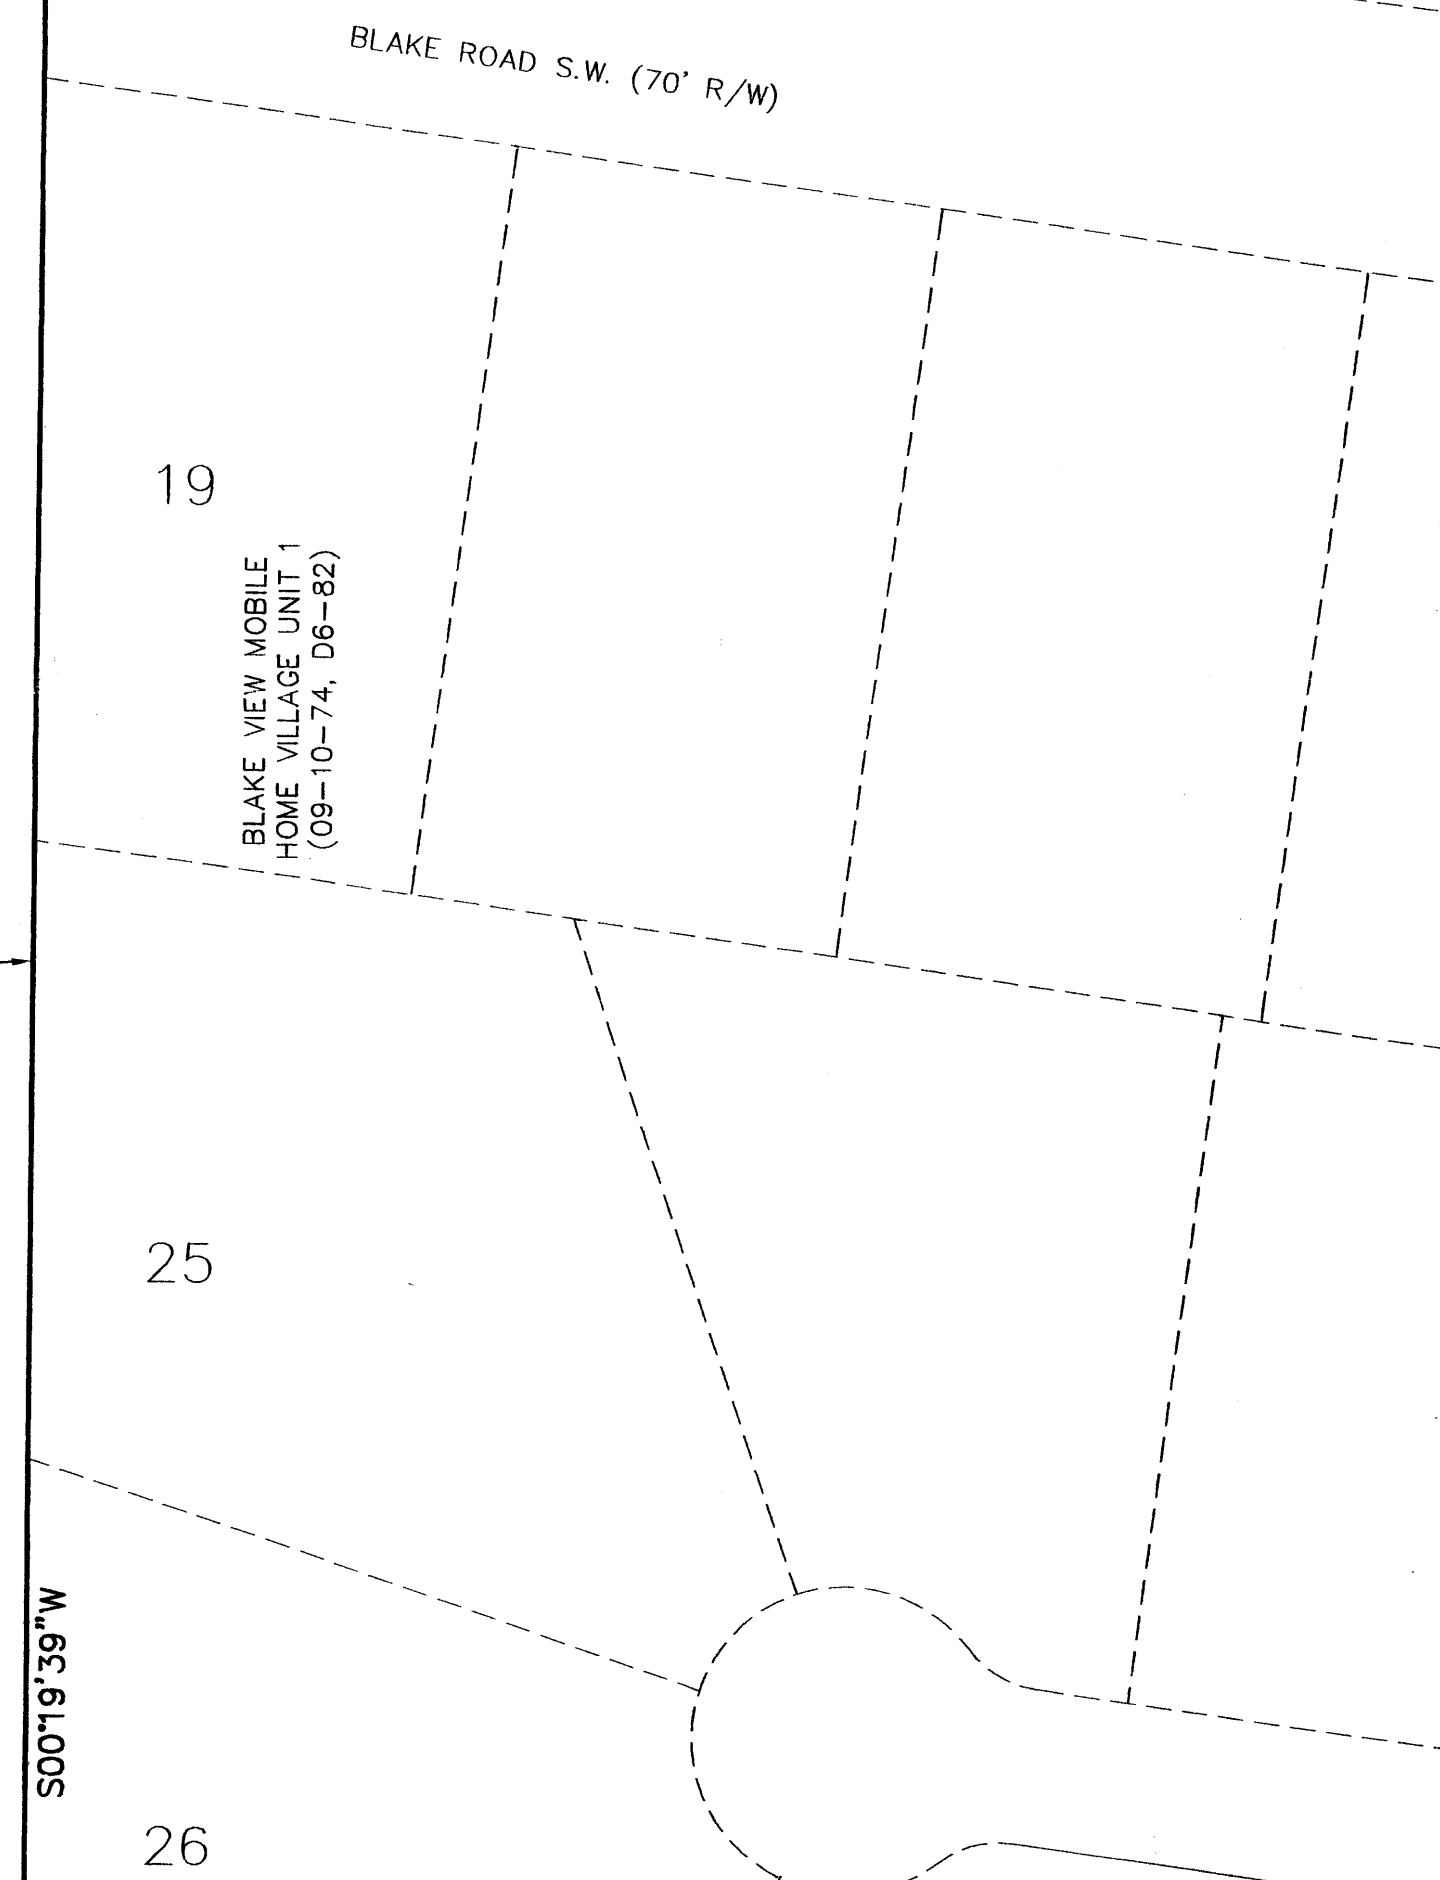 BLAKE ROAD S.W. (70' R/W)
19
BLAKE VIEW MOBILE
HOME VILLAGE UNIT 1
(09-10-74, D6-82)
25
S00°19'39"W
26